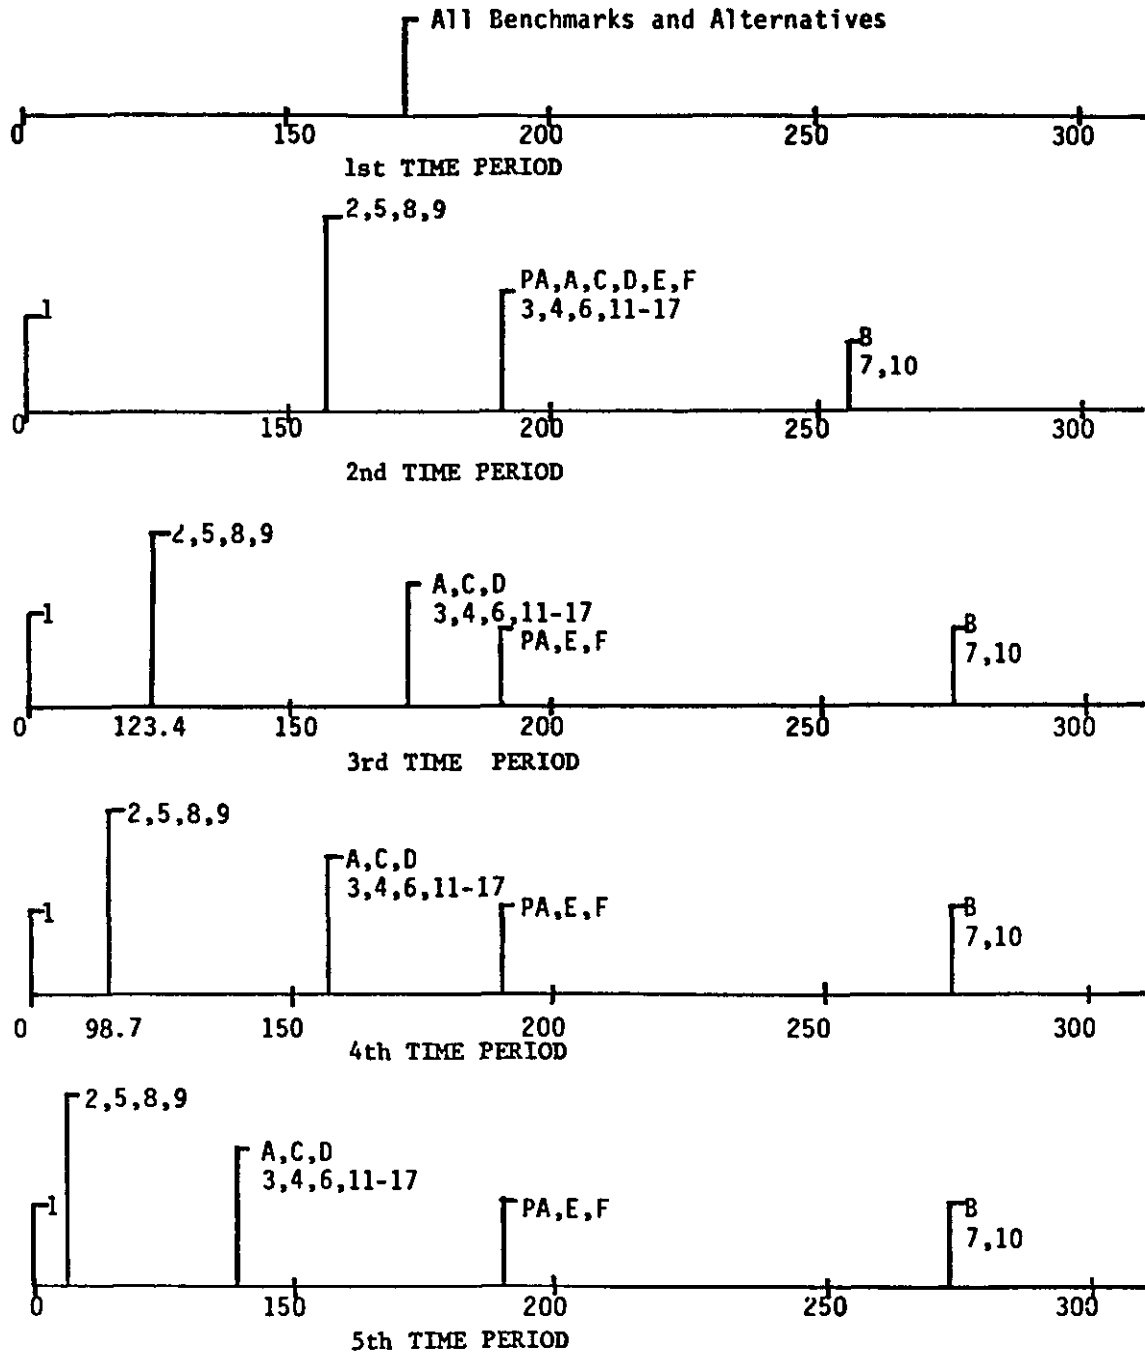 All Benchmarks and Alternatives
0 150 200 250 300
1st TIME PERIOD
2,5,8,9
PA,A,C,D,E,F
3,4,6,11-17
1
B
7,10
0 150 200 250 300
2nd TIME PERIOD
2,5,8,9
A,C,D
3,4,6,11-17
1
PA,E,F
B
7,10
0 123.4 150 200 250 300
3rd TIME PERIOD
2,5,8,9
A,C,D
3,4,6,11-17
1
PA,E,F
B
7,10
0 98.7 150 200 250 300
4th TIME PERIOD
2,5,8,9
A,C,D
3,4,6,11-17
1
PA,E,F
B
7,10
0 150 200 250 300
5th TIME PERIOD